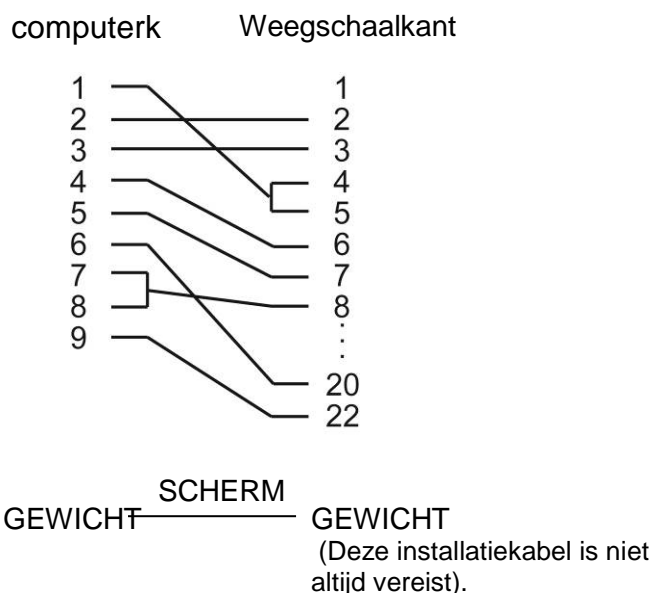 computerk Weegschaalkant
1 1
2 2
3 3
4 4
5 5
6 6
7 7
8 8
9 :
20
22
SCHERM
GEWICHT GEWICHT
(Deze installatiekabel is niet
altijd vereist).